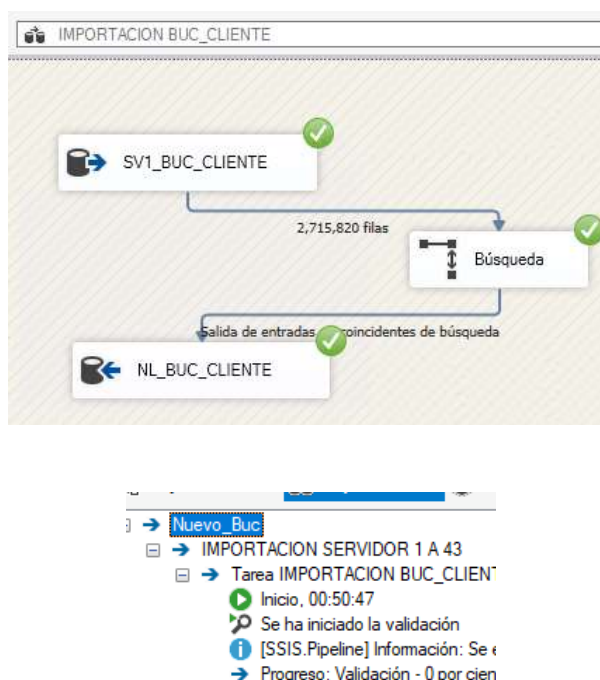 IMPORTACION BUC_CLIENTE
SV1_BUC_CLIENTE
2,715,820 filas
Búsqueda
Salida de entradas coincidentes de búsqueda
NL_BUC_CLIENTE
Nuevo_Buc
IMPORTACION SERVIDOR 1 A 43
Tarea IMPORTACION BUC_CLIENT
Inicio, 00:50:47
Se ha iniciado la validación
[SSIS.Pipeline] Información: Se
Progreso: Validación - 0 por cien